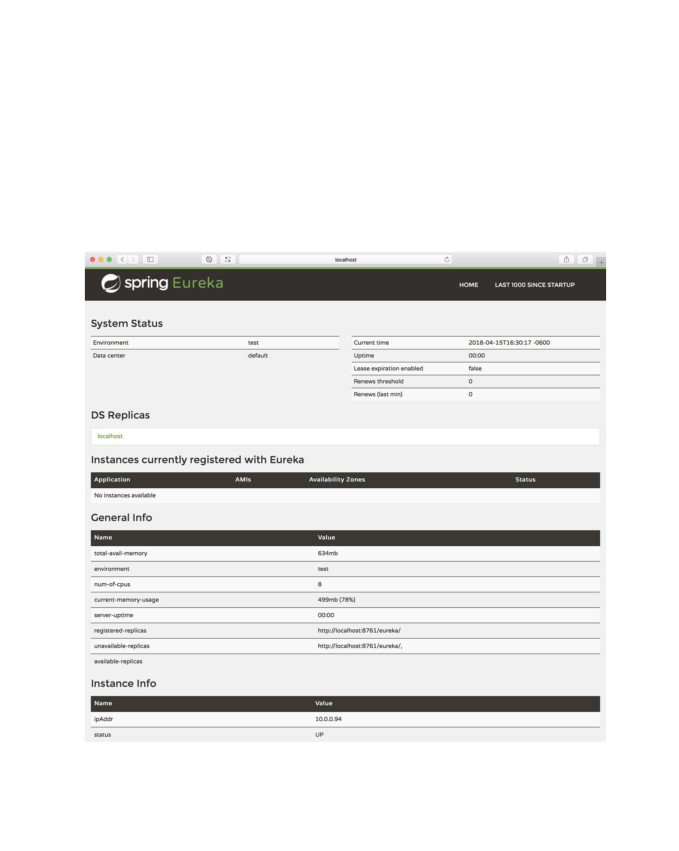 localhost
spring Eureka
HOME LAST 1000 SINCE STARTUP
System Status
Environment test
Data center default
Current time 2018-04-15T16:30:17 -0600
Uptime 00:00
Lease expiration enabled false
Renews threshold 0
Renews (last min) 0
DS Replicas
localhost
Instances currently registered with Eureka
Application AMIs Availability Zones Status
No instances available
General Info
Name Value
total-avail-memory 634mb
environment test
num-of-cpus 8
current-memory-usage 499mb (78%)
server-uptime 00:00
registered-replicas http://localhost:8761/eureka/
unavailable-replicas http://localhost:8761/eureka/,
available-replicas
Instance Info
Name Value
ipAddr 10.0.0.94
status UP